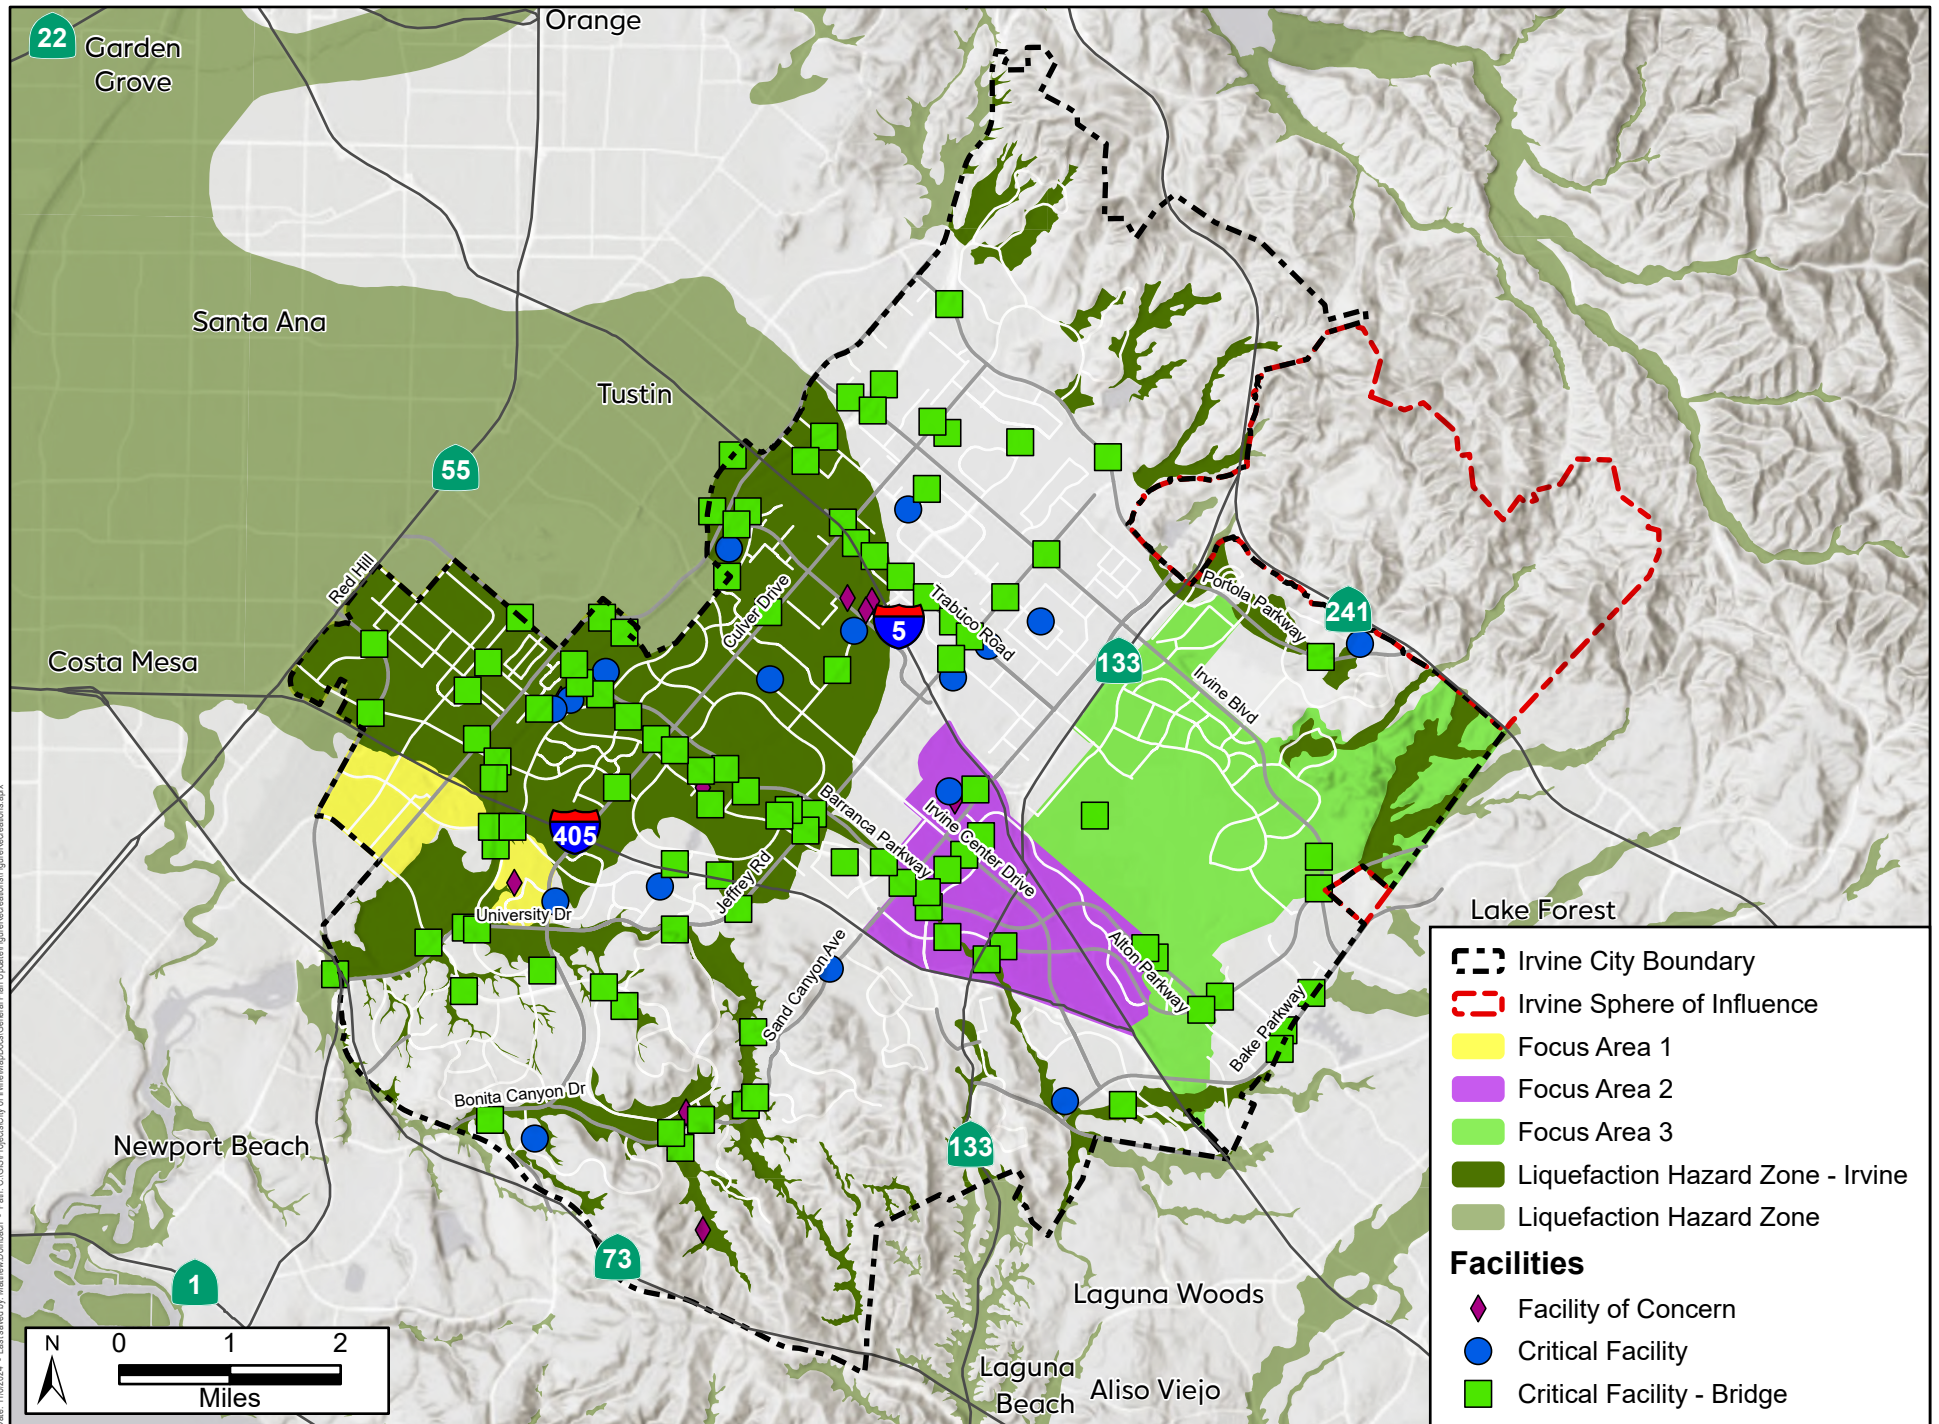 22
Garden
Grove
Orange
Santa Ana
Tustin
55
Red Hill
Culver Drive
Costa Mesa
5
Trabuco Road
133
Portola Parkway
241
Irvine Blvd
405
Barranca Parkway
Irvine Center Drive
Jeffrey Rd
University Dr
Sand Canyon Ave
Alton Parkway
Bake Parkway
Lake Forest
Bonita Canyon Dr
Newport Beach
133
73
1
Laguna Woods
Laguna
Beach
Aliso Viejo
N
0 1 2
Miles
Irvine City Boundary
Irvine Sphere of Influence
Focus Area 1
Focus Area 2
Focus Area 3
Liquefaction Hazard Zone - Irvine
Liquefaction Hazard Zone
Facilities
Facility of Concern
Critical Facility
Critical Facility - Bridge